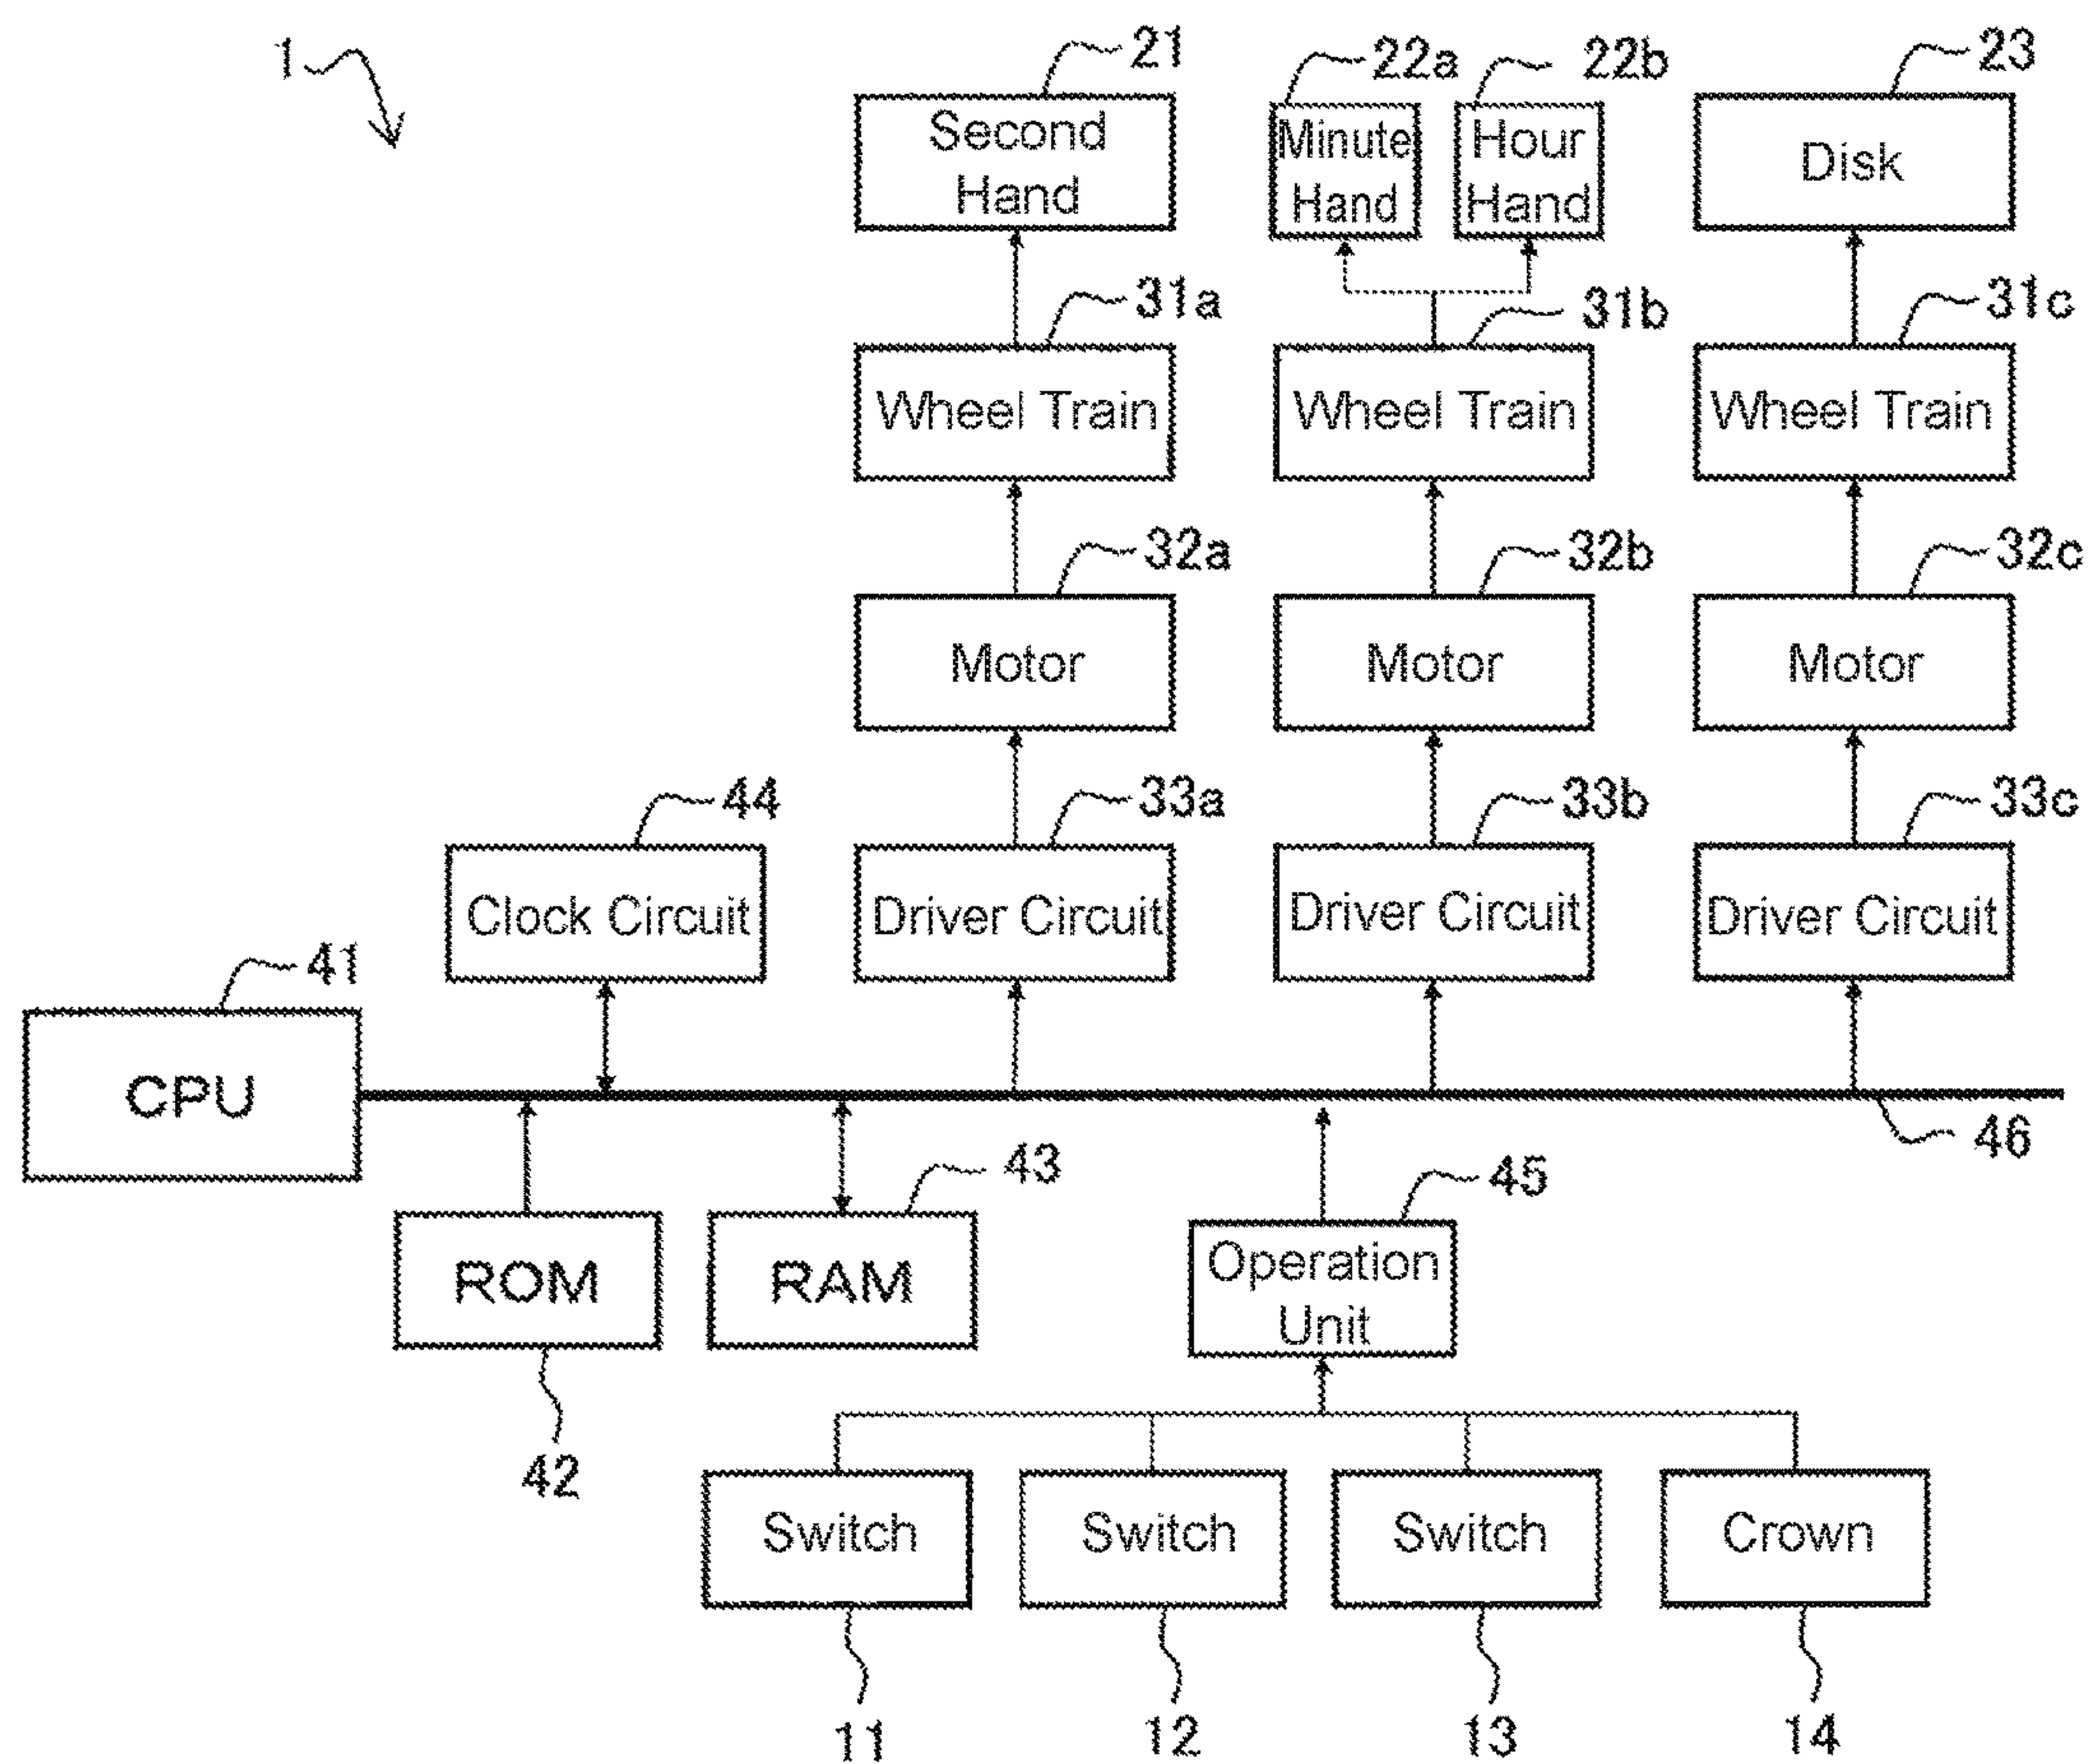 1
21
22a
22b
23
Second
Hand
Minute
Hand
Hour
Hand
Disk
31a
31b
31c
Wheel Train
Wheel Train
Wheel Train
32a
32b
32c
Motor
Motor
Motor
44
33a
33b
33c
Clock Circuit
Driver Circuit
Driver Circuit
Driver Circuit
41
CPU
46
43
45
ROM
RAM
Operation
Unit
42
Switch
Switch
Switch
Crown
11
12
13
14